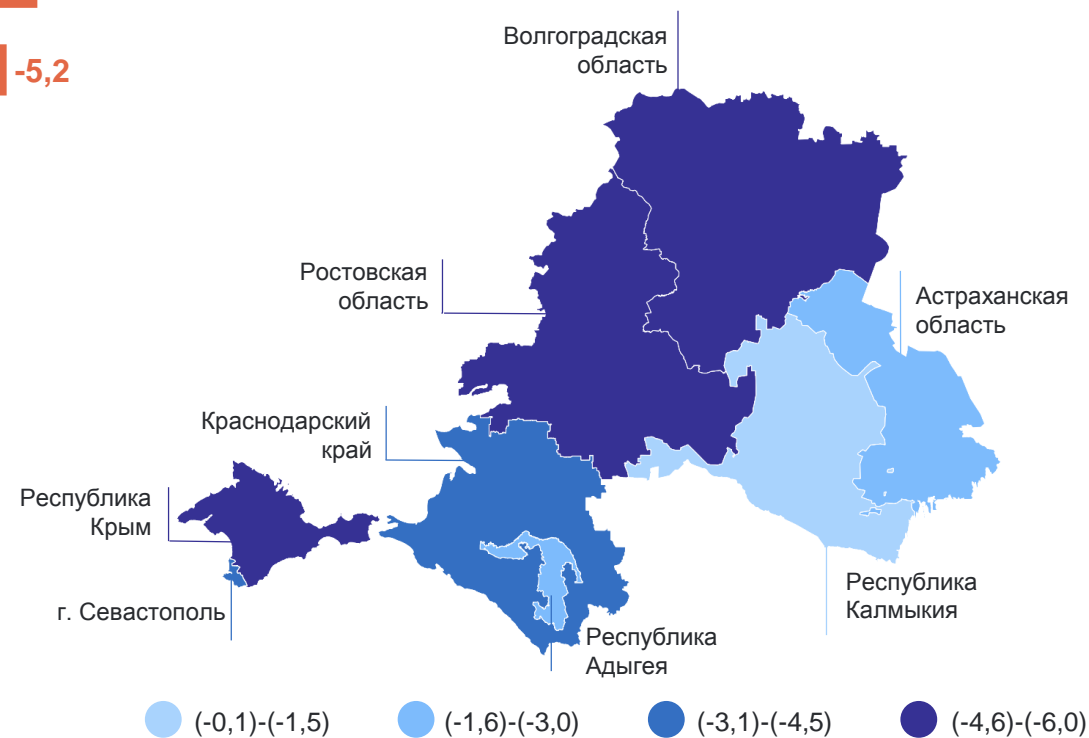 -5,2
Волгоградская
область
Ростовская
область
Астраханская
область
Краснодарский
край
Республика
Крым
г. Севастополь
Республика
Калмыкия
Республика
Адыгея
(-0,1)-(-1,5)
(-1,6)-(-3,0)
(-3,1)-(-4,5)
(-4,6)-(-6,0)